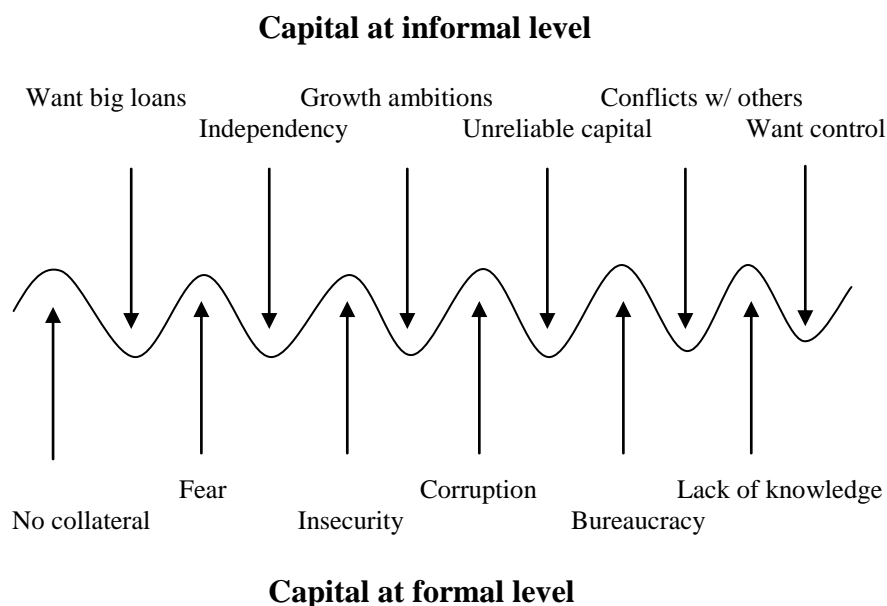 Capital at informal level
Want big loans Growth ambitions Conflicts w/ others
Independency Unreliable capital Want control
Fear Corruption Lack of knowledge
No collateral Insecurity Bureaucracy
Capital at formal level